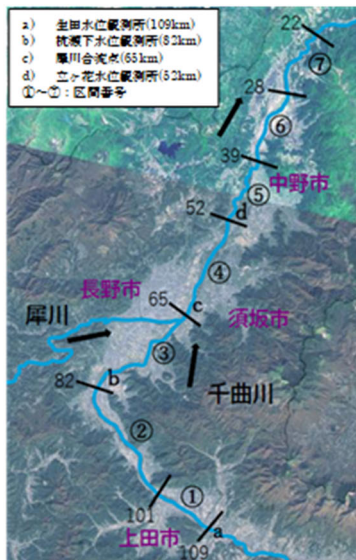 a) 生田水位観測所(109km)
b) 杭瀬下水位観測所(82km)
c) 犀川合流点(65km)
d) 立ヶ花水位観測所(52km)
①～⑦：区間番号
22
⑦
28
⑥
39
⑤
中野市
52
d
④
長野市
65
c
須坂市
犀川
③
82
b
千曲川
②
101
①
上田市
a
109